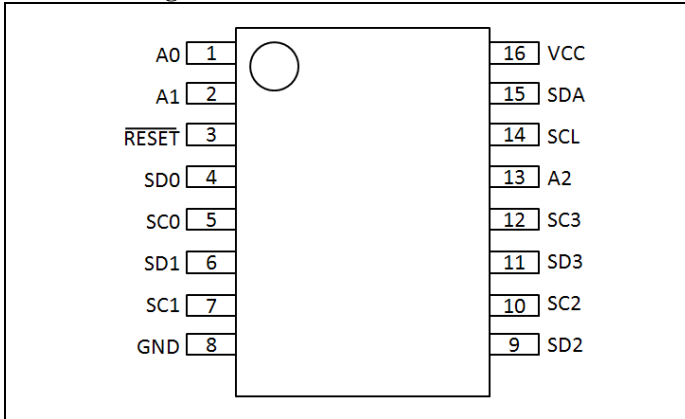 A0 1 16 VCC
A1 2 15 SDA
RESET 3 14 SCL
SD0 4 13 A2
SC0 5 12 SC3
SD1 6 11 SD3
SC1 7 10 SC2
GND 8 9 SD2